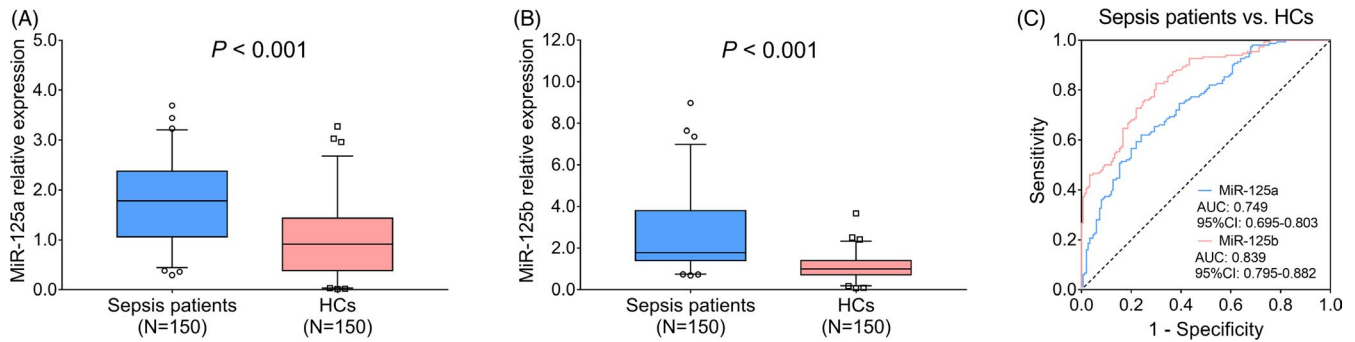 (A)
MiR-125a relative expression
5.0
4.0
3.0
2.0
1.0
0.0
P < 0.001
Sepsis patients
(N=150)
HCs
(N=150)
(B)
MiR-125b relative expression
12.0
10.0
8.0
6.0
4.0
2.0
0.0
P < 0.001
Sepsis patients
(N=150)
HCs
(N=150)
(C)
Sepsis patients vs. HCs
Sensitivity
1.0
0.8
0.6
0.4
0.2
0.0
MiR-125a
AUC: 0.749
95%CI: 0.695-0.803
MiR-125b
AUC: 0.839
95%CI: 0.795-0.882
0.0 0.2 0.4 0.6 0.8 1.0
1 - Specificity